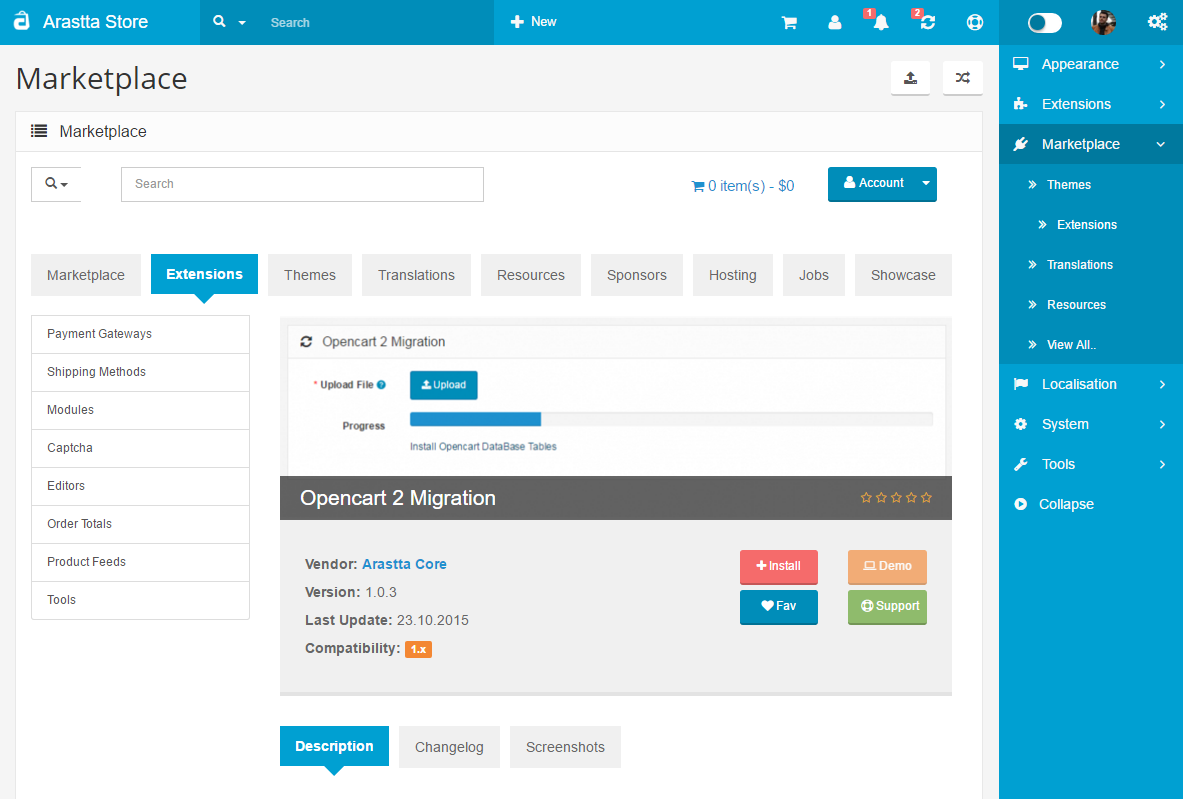 Arastta Store
Search
New
1
2
Marketplace
Marketplace
Search
0 item(s) - $0
Account
Marketplace
Extensions
Themes
Translations
Resources
Sponsors
Hosting
Jobs
Showcase
Payment Gateways
Shipping Methods
Modules
Captcha
Editors
Order Totals
Product Feeds
Tools
Opencart 2 Migration
* Upload File
Upload
Progress
Install Opencart DataBase Tables
Opencart 2 Migration
Vendor: Arastta Core
Version: 1.0.3
Last Update: 23.10.2015
Compatibility: 1.x
Install
Demo
Fav
Support
Description
Changelog
Screenshots
Appearance
Extensions
Marketplace
Themes
Extensions
Translations
Resources
View All..
Localisation
System
Tools
Collapse